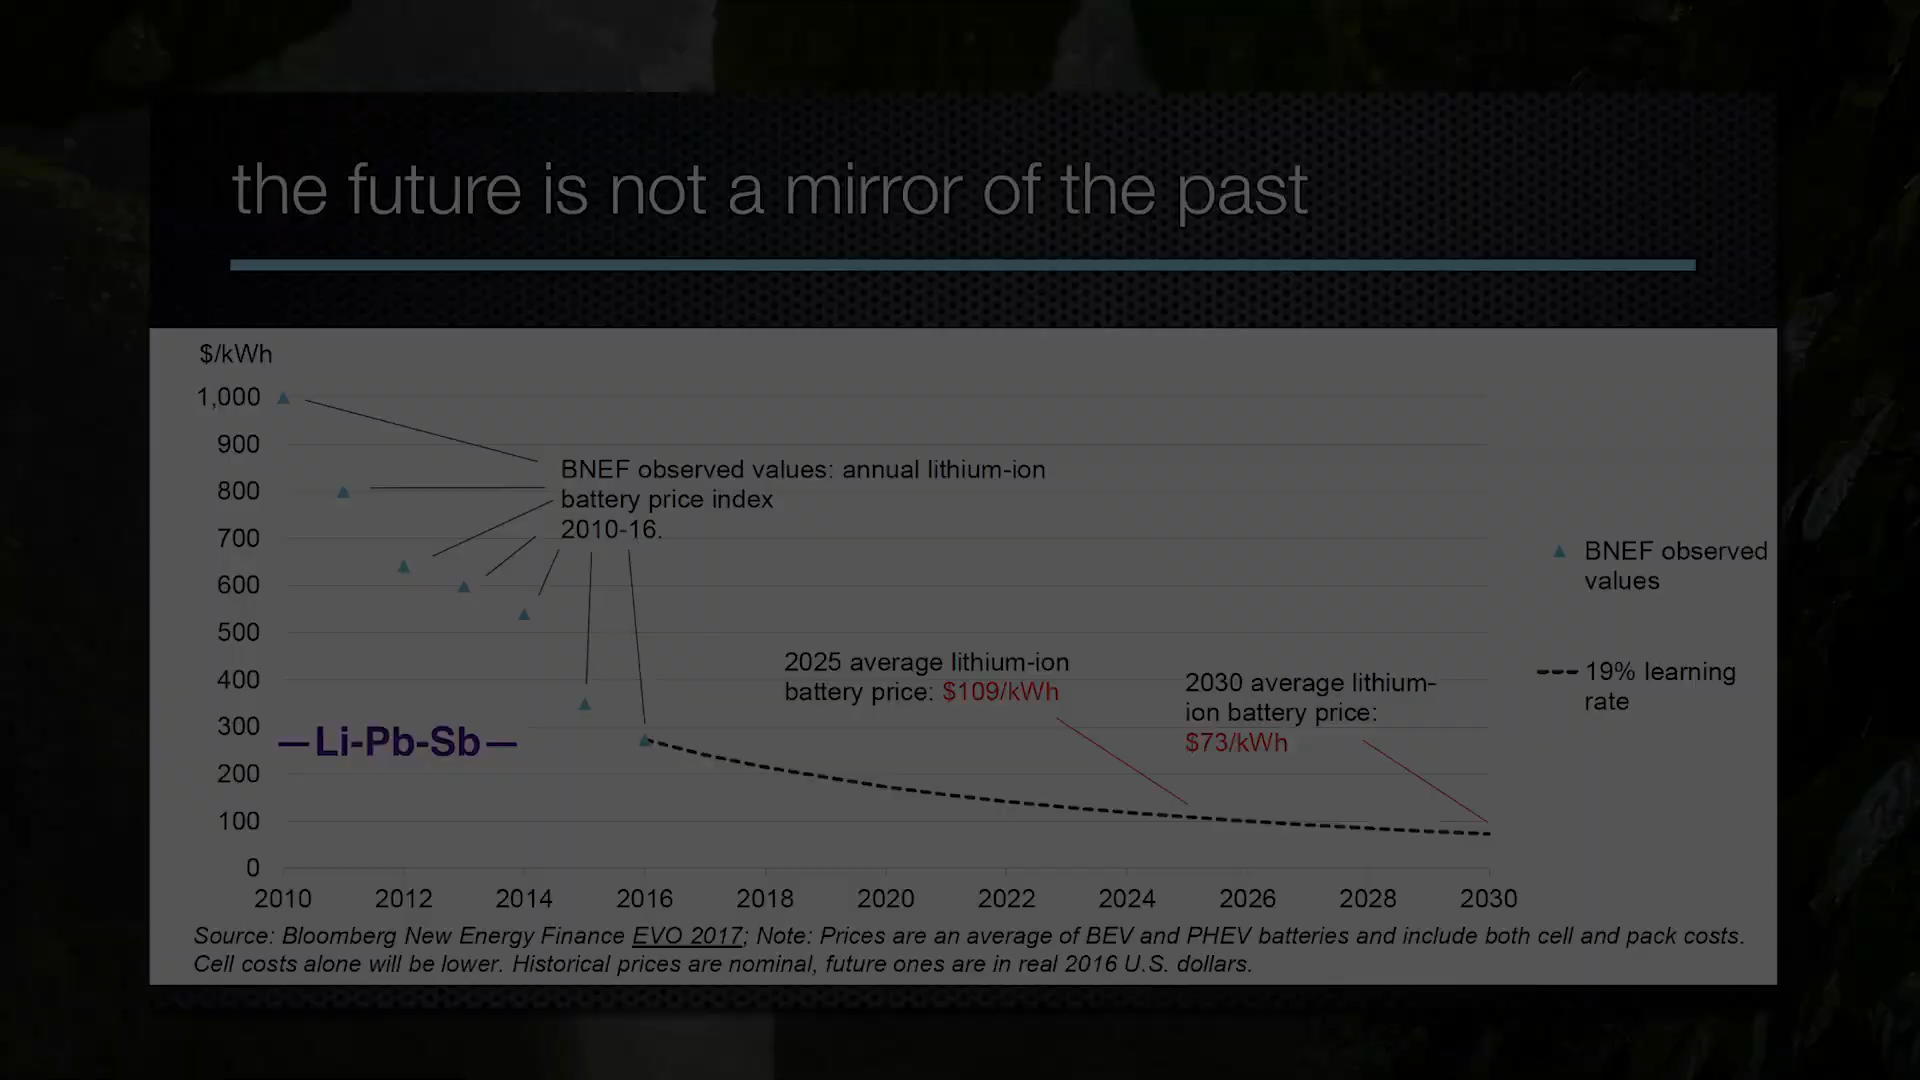 the future is not a mirror of the past
$/kWh
1,000
900
800
700
600
500
400
300
200
100
0
BNEF observed values: annual lithium-ion
battery price index
2010-16.
—Li-Pb-Sb—
2025 average lithium-ion
battery price: $109/kWh
2030 average lithium-
ion battery price:
$73/kWh
BNEF observed
values
19% learning
rate
2010 2012 2014 2016 2018 2020 2022 2024 2026 2028 2030
Source: Bloomberg New Energy Finance EVO 2017; Note: Prices are an average of BEV and PHEV batteries and include both cell and pack costs.
Cell costs alone will be lower. Historical prices are nominal, future ones are in real 2016 U.S. dollars.